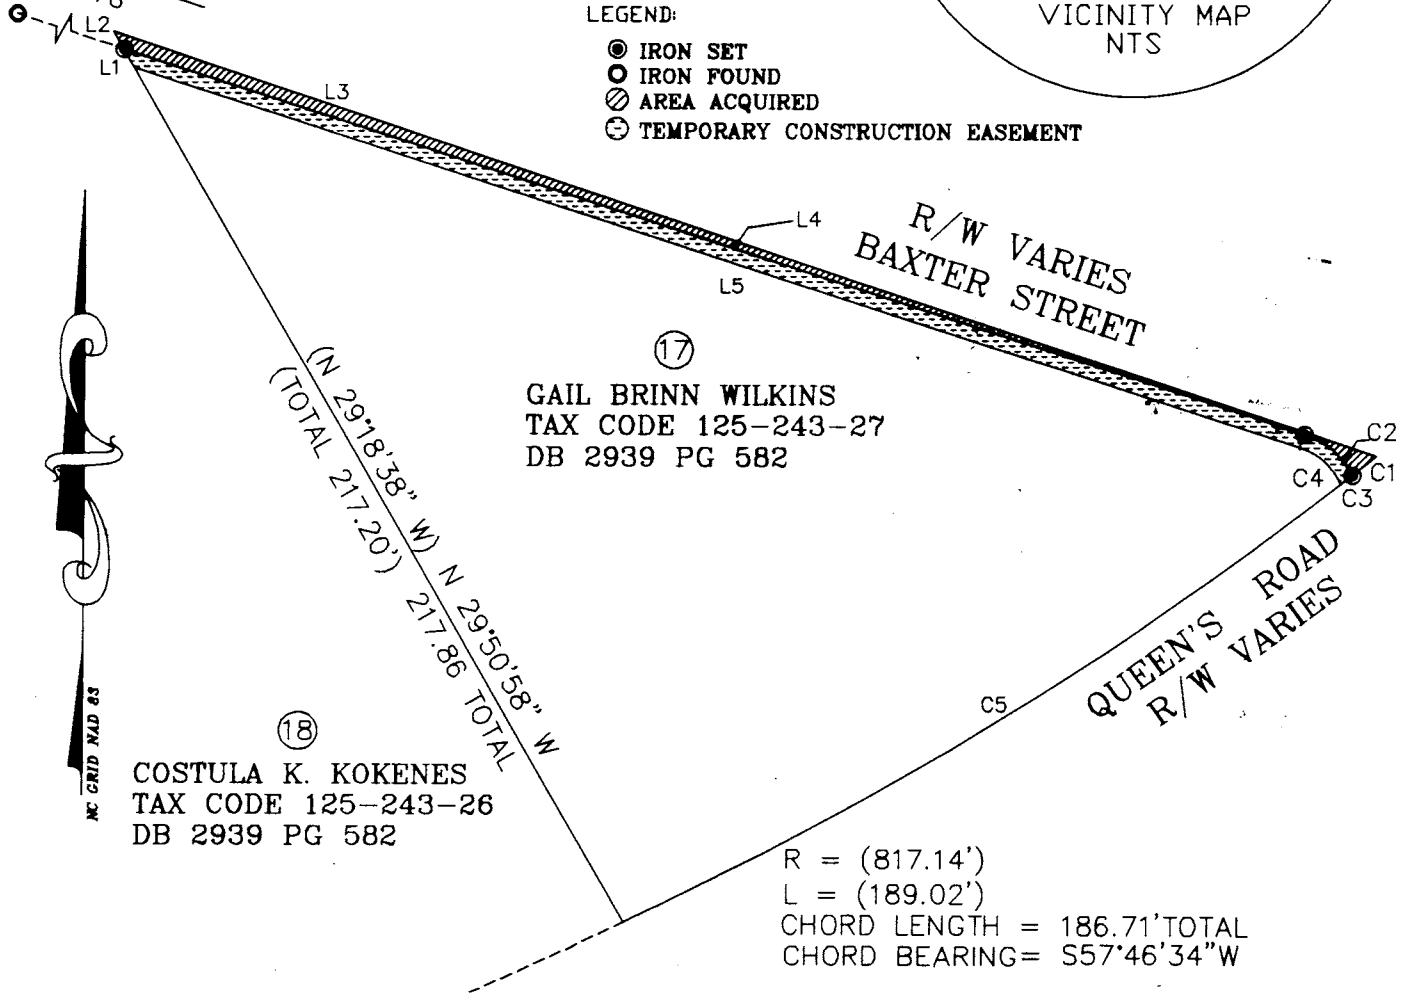 LEGEND:
IRON SET
IRON FOUND
AREA ACQUIRED
TEMPORARY CONSTRUCTION EASEMENT
VICINITY MAP
NTS
L2
L1
L3
L4
L5
R/W VARIES
BAXTER STREET
17
GAIL BRINN WILKINS
TAX CODE 125-243-27
DB 2939 PG 582
C2
C1
C4
C3
(N 29°18'38" W) N 29°50'58" W
(TOTAL 217.20') 217.86 TOTAL
QUEEN'S ROAD
R/W VARIES
C5
NC GRID NAD 83
18
COSTULA K. KOKENES
TAX CODE 125-243-26
DB 2939 PG 582
R = (817.14')
L = (189.02')
CHORD LENGTH = 186.71'TOTAL
CHORD BEARING= S57°46'34"W